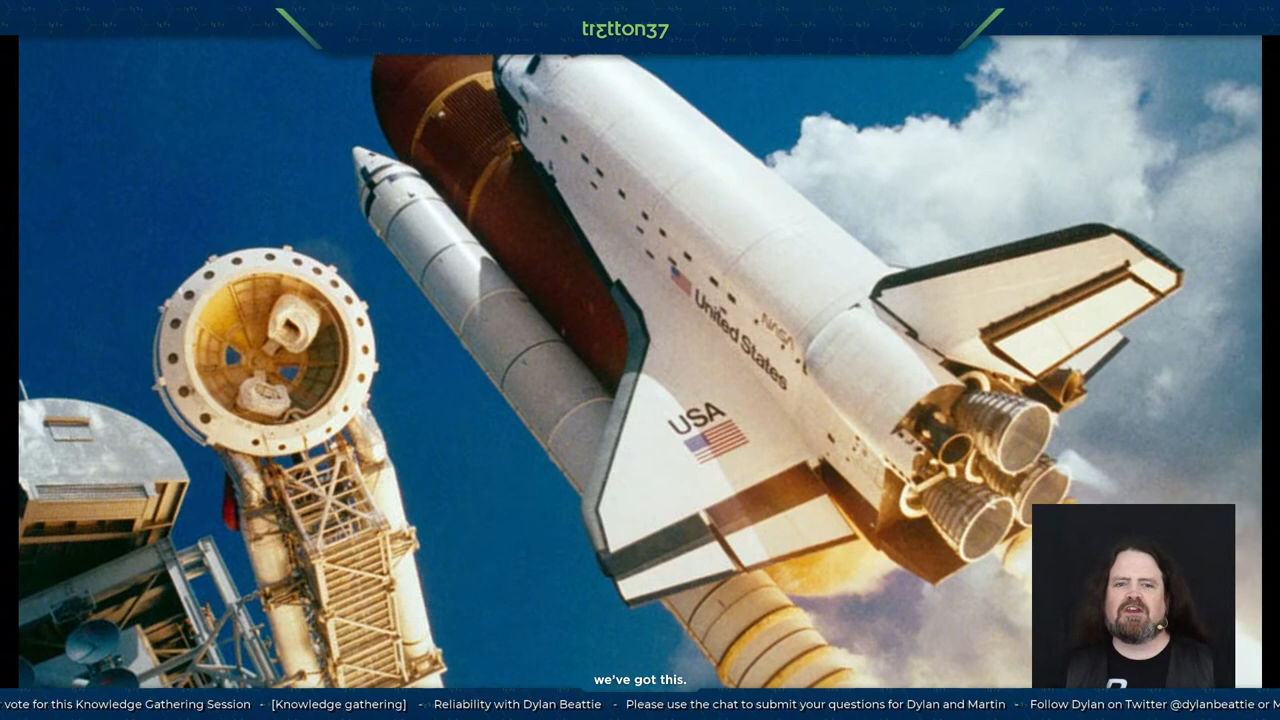 tretton37
United States
NASA
USA
we've got this.
vote for this Knowledge Gathering Session - [Knowledge gathering] - Reliability with Dylan Beattie - Please use the chat to submit your questions for Dylan and Martin - Follow Dylan on Twitter @dylanbeattie or M